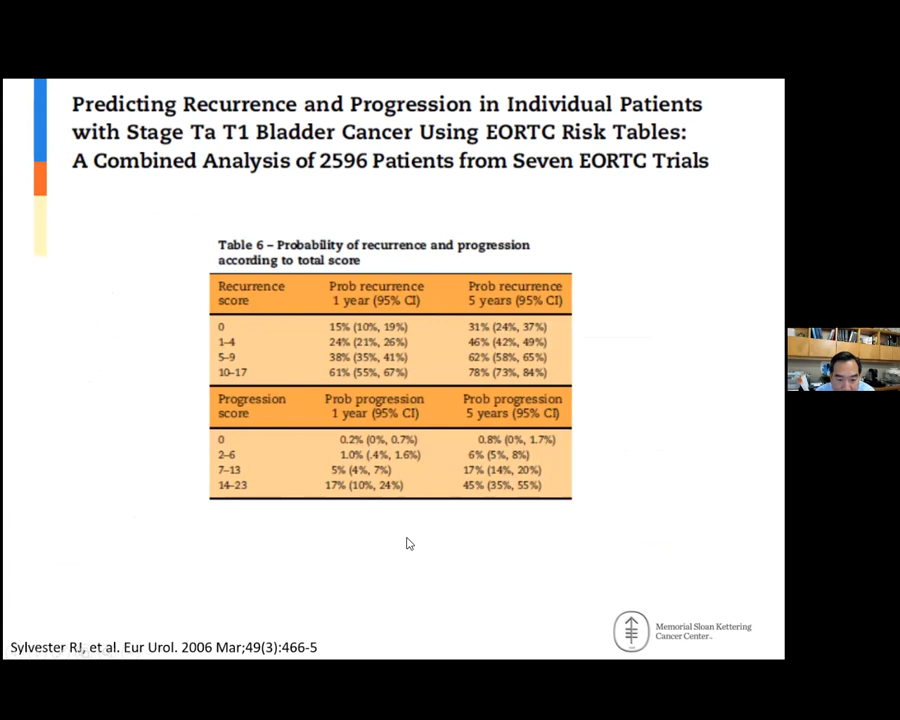 Predicting Recurrence and Progression in Individual Patients
with Stage Ta T1 Bladder Cancer Using EORTC Risk Tables:
A Combined Analysis of 2596 Patients from Seven EORTC Trials
Table 6 – Probability of recurrence and progression
according to total score
Recurrence score Prob recurrence 1 year (95% CI) Prob recurrence 5 years (95% CI)
0 15% (10%, 19%) 31% (24%, 37%)
1–4 24% (21%, 26%) 46% (42%, 49%)
5–9 38% (35%, 41%) 62% (58%, 65%)
10–17 61% (55%, 67%) 78% (73%, 84%)
Progression score Prob progression 1 year (95% CI) Prob progression 5 years (95% CI)
0 0.2% (0%, 0.7%) 0.8% (0%, 1.7%)
2–6 1.0% (.4%, 1.6%) 6% (5%, 8%)
7–13 5% (4%, 7%) 17% (14%, 20%)
14–23 17% (10%, 24%) 45% (35%, 55%)
Memorial Sloan Kettering
Cancer Center
Sylvester RJ, et al. Eur Urol. 2006 Mar;49(3):466-5